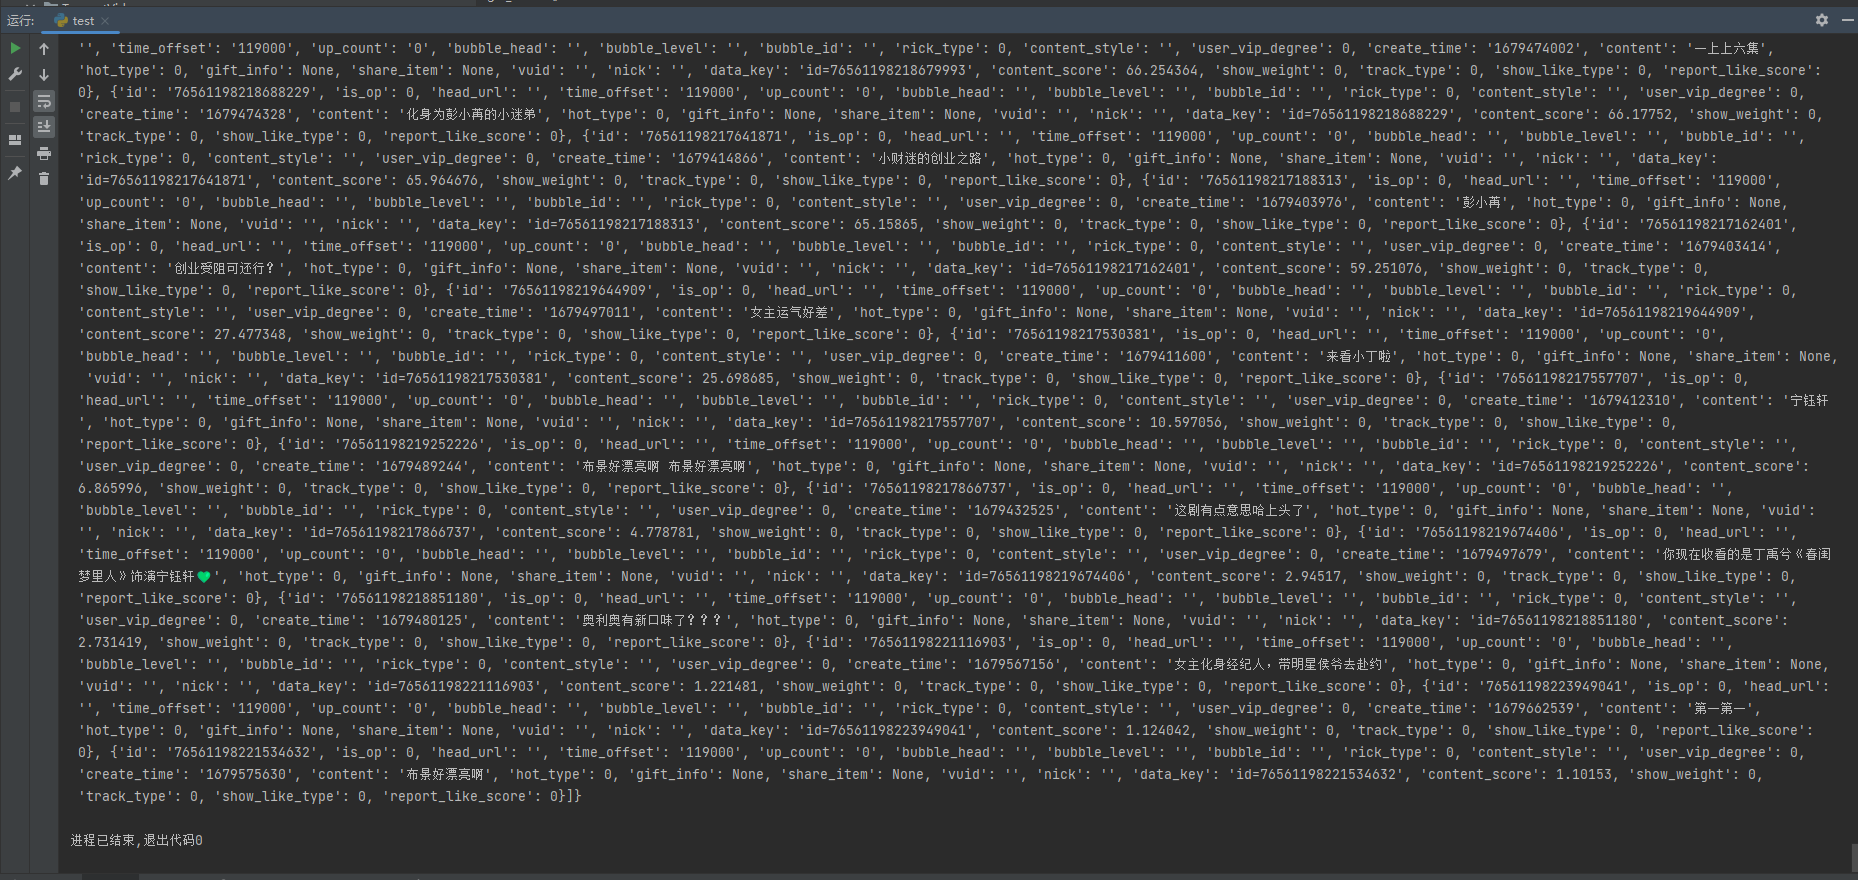 运行: test
'', 'time_offset': '119000', 'up_count': '0', 'bubble_head': '', 'bubble_level': '', 'bubble_id': '', 'rick_type': 0, 'content_style': '', 'user_vip_degree': 0, 'create_time': '1679474002', 'content': '一上上六集',
'hot_type': 0, 'gift_info': None, 'share_item': None, 'vuid': '', 'nick': '', 'data_key': 'id=76561198218679993', 'content_score': 66.254364, 'show_weight': 0, 'track_type': 0, 'show_like_type': 0, 'report_like_score':
0}, {'id': '76561198218688229', 'is_op': 0, 'head_url': '', 'time_offset': '119000', 'up_count': '0', 'bubble_head': '', 'bubble_level': '', 'bubble_id': '', 'rick_type': 0, 'content_style': '', 'user_vip_degree': 0,
'create_time': '1679474328', 'content': '化身为彭小苒的小迷弟', 'hot_type': 0, 'gift_info': None, 'share_item': None, 'vuid': '', 'nick': '', 'data_key': 'id=76561198218688229', 'content_score': 66.17752, 'show_weight': 0,
'track_type': 0, 'show_like_type': 0, 'report_like_score': 0}, {'id': '76561198217641871', 'is_op': 0, 'head_url': '', 'time_offset': '119000', 'up_count': '0', 'bubble_head': '', 'bubble_level': '', 'bubble_id': '',
'rick_type': 0, 'content_style': '', 'user_vip_degree': 0, 'create_time': '1679414866', 'content': '小财迷的创业之路', 'hot_type': 0, 'gift_info': None, 'share_item': None, 'vuid': '', 'nick': '', 'data_key':
'id=76561198217641871', 'content_score': 65.964676, 'show_weight': 0, 'track_type': 0, 'show_like_type': 0, 'report_like_score': 0}, {'id': '76561198217188313', 'is_op': 0, 'head_url': '', 'time_offset': '119000',
'up_count': '0', 'bubble_head': '', 'bubble_level': '', 'bubble_id': '', 'rick_type': 0, 'content_style': '', 'user_vip_degree': 0, 'create_time': '1679403976', 'content': '彭小苒', 'hot_type': 0, 'gift_info': None,
'share_item': None, 'vuid': '', 'nick': '', 'data_key': 'id=76561198217188313', 'content_score': 65.15865, 'show_weight': 0, 'track_type': 0, 'show_like_type': 0, 'report_like_score': 0}, {'id': '76561198217162401',
'is_op': 0, 'head_url': '', 'time_offset': '119000', 'up_count': '0', 'bubble_head': '', 'bubble_level': '', 'bubble_id': '', 'rick_type': 0, 'content_style': '', 'user_vip_degree': 0, 'create_time': '1679403414',
'content': '创业受阻可还行？', 'hot_type': 0, 'gift_info': None, 'share_item': None, 'vuid': '', 'nick': '', 'data_key': 'id=76561198217162401', 'content_score': 59.251076, 'show_weight': 0, 'track_type': 0,
'show_like_type': 0, 'report_like_score': 0}, {'id': '76561198219644909', 'is_op': 0, 'head_url': '', 'time_offset': '119000', 'up_count': '0', 'bubble_head': '', 'bubble_level': '', 'bubble_id': '', 'rick_type': 0,
'content_style': '', 'user_vip_degree': 0, 'create_time': '1679497011', 'content': '女主运气好差', 'hot_type': 0, 'gift_info': None, 'share_item': None, 'vuid': '', 'nick': '', 'data_key': 'id=76561198219644909',
'content_score': 27.477348, 'show_weight': 0, 'track_type': 0, 'show_like_type': 0, 'report_like_score': 0}, {'id': '76561198217530381', 'is_op': 0, 'head_url': '', 'time_offset': '119000', 'up_count': '0',
'bubble_head': '', 'bubble_level': '', 'bubble_id': '', 'rick_type': 0, 'content_style': '', 'user_vip_degree': 0, 'create_time': '1679411600', 'content': '来看小丁啦', 'hot_type': 0, 'gift_info': None, 'share_item': None,
'vuid': '', 'nick': '', 'data_key': 'id=76561198217530381', 'content_score': 25.698685, 'show_weight': 0, 'track_type': 0, 'show_like_type': 0, 'report_like_score': 0}, {'id': '76561198217557707', 'is_op': 0,
'head_url': '', 'time_offset': '119000', 'up_count': '0', 'bubble_head': '', 'bubble_level': '', 'bubble_id': '', 'rick_type': 0, 'content_style': '', 'user_vip_degree': 0, 'create_time': '1679412310', 'content': '宁钰轩
', 'hot_type': 0, 'gift_info': None, 'share_item': None, 'vuid': '', 'nick': '', 'data_key': 'id=76561198217557707', 'content_score': 10.597056, 'show_weight': 0, 'track_type': 0, 'show_like_type': 0,
'report_like_score': 0}, {'id': '76561198219252226', 'is_op': 0, 'head_url': '', 'time_offset': '119000', 'up_count': '0', 'bubble_head': '', 'bubble_level': '', 'bubble_id': '', 'rick_type': 0, 'content_style': '',
'user_vip_degree': 0, 'create_time': '1679489244', 'content': '布景好漂亮啊 布景好漂亮啊', 'hot_type': 0, 'gift_info': None, 'share_item': None, 'vuid': '', 'nick': '', 'data_key': 'id=76561198219252226', 'content_score':
6.865996, 'show_weight': 0, 'track_type': 0, 'show_like_type': 0, 'report_like_score': 0}, {'id': '76561198217866737', 'is_op': 0, 'head_url': '', 'time_offset': '119000', 'up_count': '0', 'bubble_head': '',
'bubble_level': '', 'bubble_id': '', 'rick_type': 0, 'content_style': '', 'user_vip_degree': 0, 'create_time': '1679432525', 'content': '这剧有点意思哈上头了', 'hot_type': 0, 'gift_info': None, 'share_item': None, 'vuid':
'', 'nick': '', 'data_key': 'id=76561198217866737', 'content_score': 4.778781, 'show_weight': 0, 'track_type': 0, 'show_like_type': 0, 'report_like_score': 0}, {'id': '76561198219674406', 'is_op': 0, 'head_url': '',
'time_offset': '119000', 'up_count': '0', 'bubble_head': '', 'bubble_level': '', 'bubble_id': '', 'rick_type': 0, 'content_style': '', 'user_vip_degree': 0, 'create_time': '1679497679', 'content': '你现在收看的是丁禹兮《春闺
梦里人》饰演宁钰轩💚', 'hot_type': 0, 'gift_info': None, 'share_item': None, 'vuid': '', 'nick': '', 'data_key': 'id=76561198219674406', 'content_score': 2.94517, 'show_weight': 0, 'track_type': 0, 'show_like_type': 0,
'report_like_score': 0}, {'id': '76561198218851180', 'is_op': 0, 'head_url': '', 'time_offset': '119000', 'up_count': '0', 'bubble_head': '', 'bubble_level': '', 'bubble_id': '', 'rick_type': 0, 'content_style': '',
'user_vip_degree': 0, 'create_time': '1679480125', 'content': '奥利奥有新口味了？？？', 'hot_type': 0, 'gift_info': None, 'share_item': None, 'vuid': '', 'nick': '', 'data_key': 'id=76561198218851180', 'content_score':
2.731419, 'show_weight': 0, 'track_type': 0, 'show_like_type': 0, 'report_like_score': 0}, {'id': '76561198221116903', 'is_op': 0, 'head_url': '', 'time_offset': '119000', 'up_count': '0', 'bubble_head': '',
'bubble_level': '', 'bubble_id': '', 'rick_type': 0, 'content_style': '', 'user_vip_degree': 0, 'create_time': '1679567156', 'content': '女主化身经纪人，带明星侯爷去赴约', 'hot_type': 0, 'gift_info': None, 'share_item': None,
'vuid': '', 'nick': '', 'data_key': 'id=76561198221116903', 'content_score': 1.221481, 'show_weight': 0, 'track_type': 0, 'show_like_type': 0, 'report_like_score': 0}, {'id': '76561198223949041', 'is_op': 0, 'head_url':
'', 'time_offset': '119000', 'up_count': '0', 'bubble_head': '', 'bubble_level': '', 'bubble_id': '', 'rick_type': 0, 'content_style': '', 'user_vip_degree': 0, 'create_time': '1679662539', 'content': '第一第一',
'hot_type': 0, 'gift_info': None, 'share_item': None, 'vuid': '', 'nick': '', 'data_key': 'id=76561198223949041', 'content_score': 1.124042, 'show_weight': 0, 'track_type': 0, 'show_like_type': 0, 'report_like_score':
0}, {'id': '76561198221534632', 'is_op': 0, 'head_url': '', 'time_offset': '119000', 'up_count': '0', 'bubble_head': '', 'bubble_level': '', 'bubble_id': '', 'rick_type': 0, 'content_style': '', 'user_vip_degree': 0,
'create_time': '1679575630', 'content': '布景好漂亮啊', 'hot_type': 0, 'gift_info': None, 'share_item': None, 'vuid': '', 'nick': '', 'data_key': 'id=76561198221534632', 'content_score': 1.10153, 'show_weight': 0,
'track_type': 0, 'show_like_type': 0, 'report_like_score': 0}]}
进程已结束,退出代码0